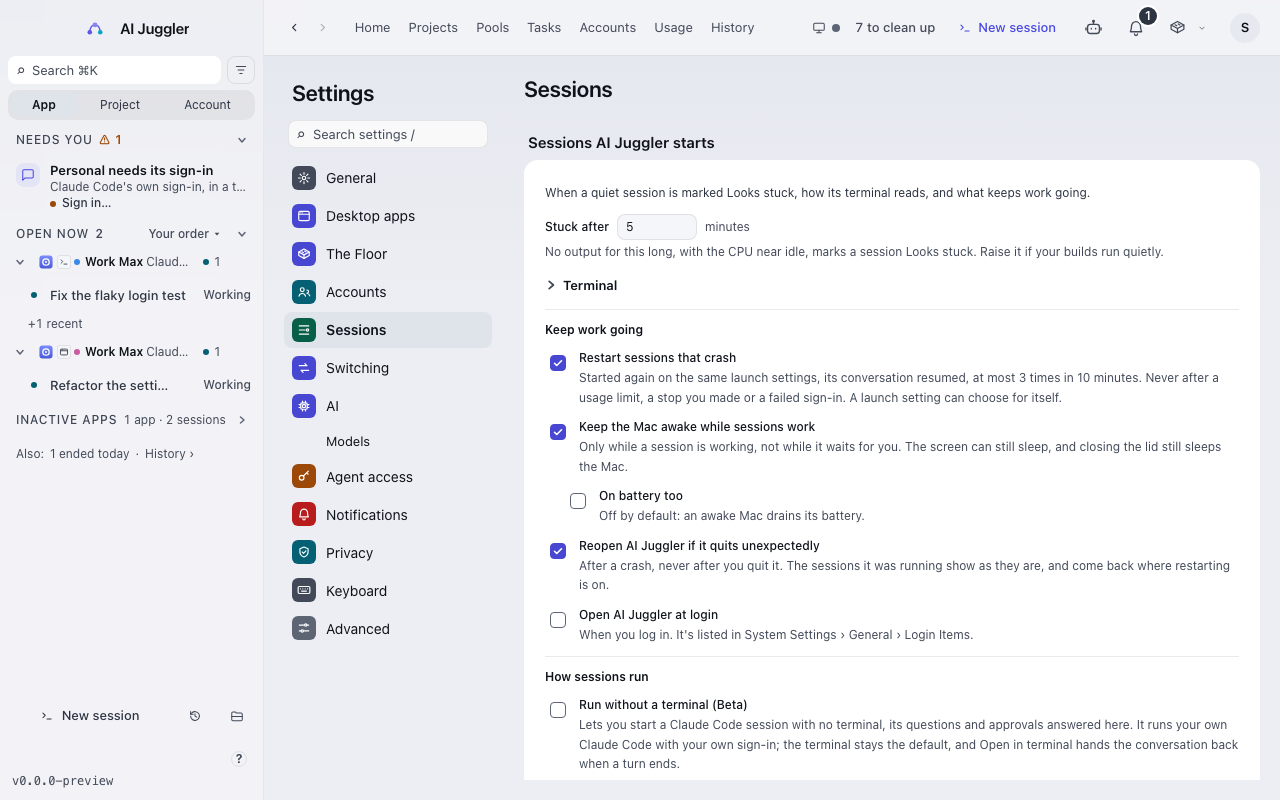 AI Juggler
Search ⌘K
App
Project
Account
NEEDS YOU
1
Personal needs its sign-in
Claude Code's own sign-in, in a t…
Sign in…
OPEN NOW 2
Your order
Work Max Claud…
1
Fix the flaky login test
Working
+1 recent
Work Max Claud…
1
Refactor the setti…
Working
INACTIVE APPS 1 app · 2 sessions
Also: 1 ended today · History ›
New session
?
v0.0.0-preview
Home
Projects
Pools
Tasks
Accounts
Usage
History
7 to clean up
New session
1
S
Settings
Search settings /
General
Desktop apps
The Floor
Accounts
Sessions
Switching
AI
Models
Agent access
Notifications
Privacy
Keyboard
Advanced
Sessions
Sessions AI Juggler starts
When a quiet session is marked Looks stuck, how its terminal reads, and what keeps work going.
Stuck after 5 minutes
No output for this long, with the CPU near idle, marks a session Looks stuck. Raise it if your builds run quietly.
Terminal
Keep work going
Restart sessions that crash
Started again on the same launch settings, its conversation resumed, at most 3 times in 10 minutes. Never after a
usage limit, a stop you made or a failed sign-in. A launch setting can choose for itself.
Keep the Mac awake while sessions work
Only while a session is working, not while it waits for you. The screen can still sleep, and closing the lid still sleeps
the Mac.
On battery too
Off by default: an awake Mac drains its battery.
Reopen AI Juggler if it quits unexpectedly
After a crash, never after you quit it. The sessions it was running show as they are, and come back where restarting
is on.
Open AI Juggler at login
When you log in. It's listed in System Settings › General › Login Items.
How sessions run
Run without a terminal (Beta)
Lets you start a Claude Code session with no terminal, its questions and approvals answered here. It runs your own
Claude Code with your own sign-in; the terminal stays the default, and Open in terminal hands the conversation back
when a turn ends.